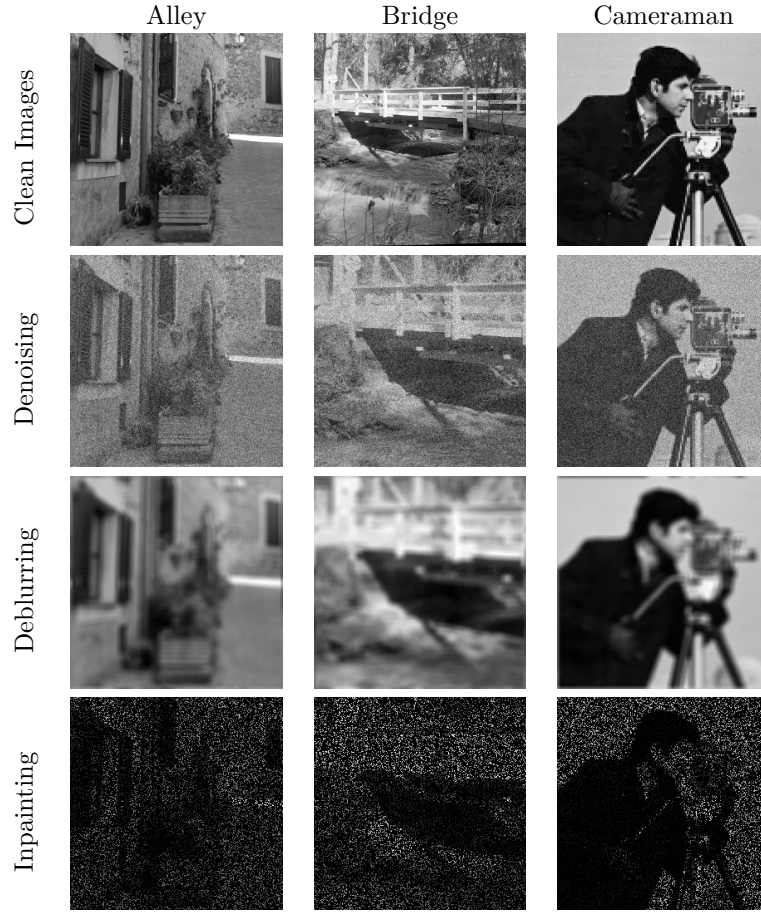 Alley
Bridge
Cameraman
Clean Images
Denoising
Deblurring
Inpainting